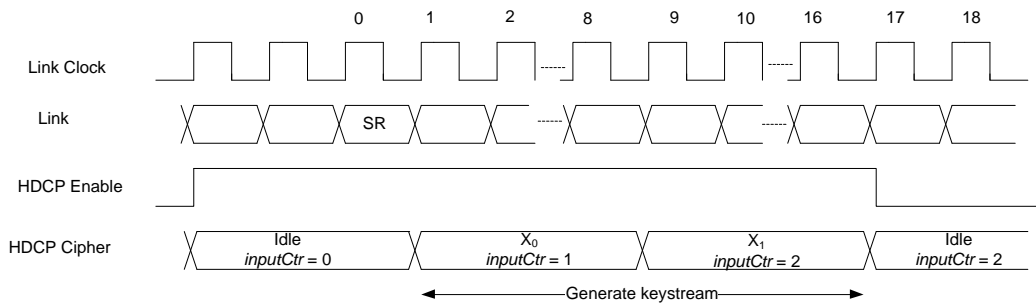 0 1 2 8 9 10 16 17 18
Link Clock
Link
SR
HDCP Enable
HDCP Cipher
Idle
inputCtr = 0
X₀
inputCtr = 1
X₁
inputCtr = 2
Idle
inputCtr = 2
Generate keystream